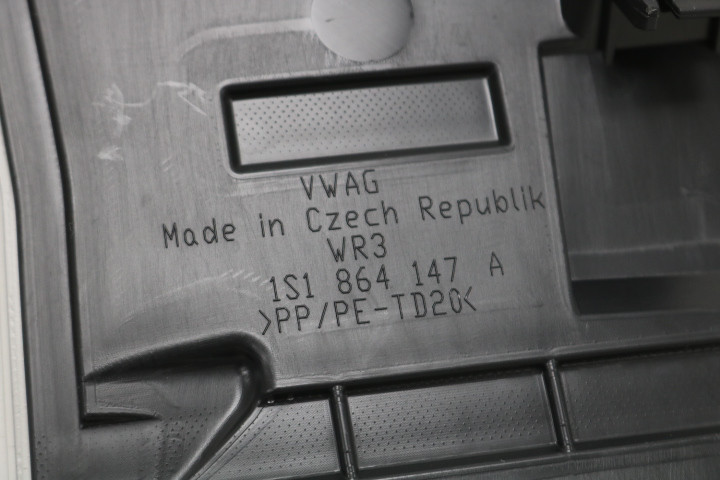 VWAG
Made in Czech Republik
WR3
1S1 864 147 A
>PP/PE-TD20<